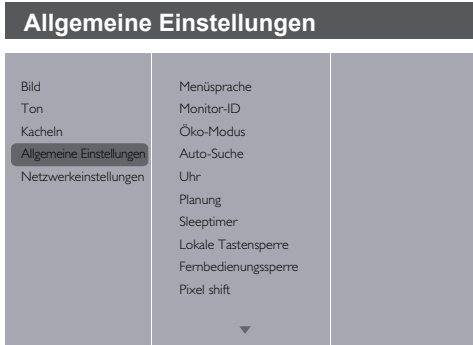 Allgemeine Einstellungen
Bild
Ton
Kacheln
Allgemeine Einstellungen
Netzwerkeinstellungen
Menüsprache
Monitor-ID
Öko-Modus
Auto-Suche
Uhr
Planung
Sleeptimer
Lokale Tastensperre
Fernbedienungssperre
Pixel shift